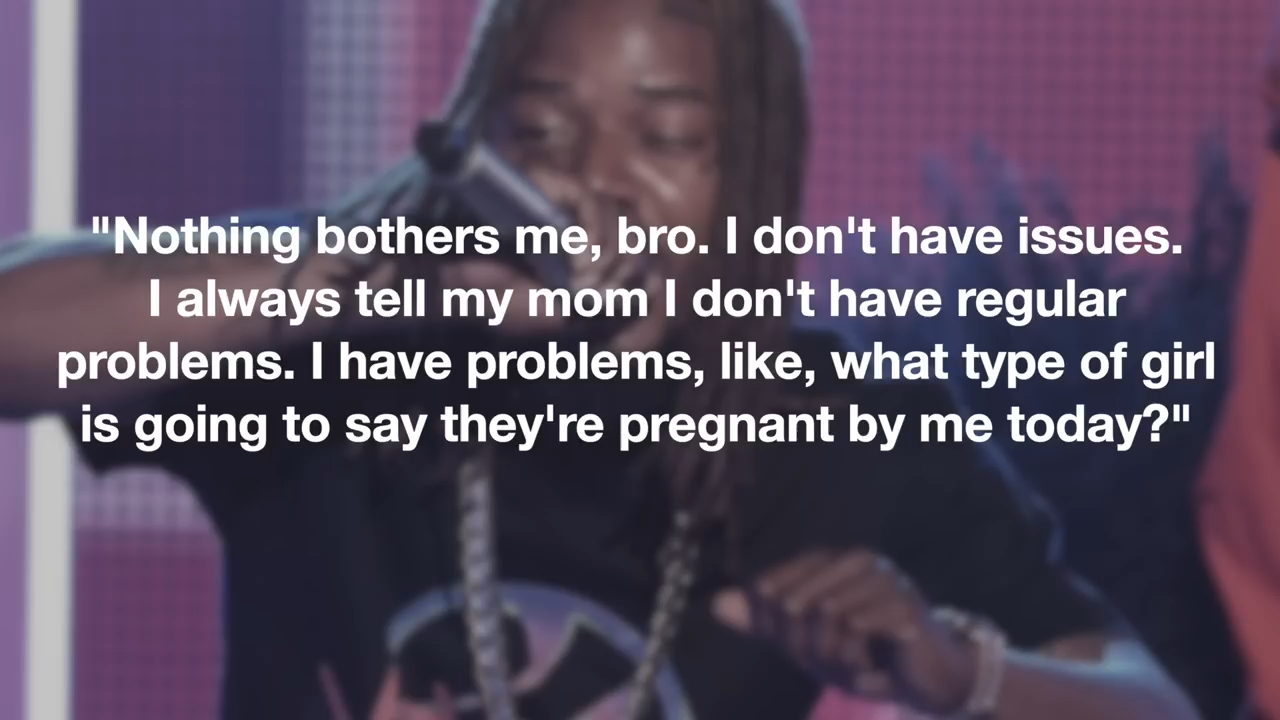 "Nothing bothers me, bro. I don't have issues.
I always tell my mom I don't have regular
problems. I have problems, like, what type of girl
is going to say they're pregnant by me today?"